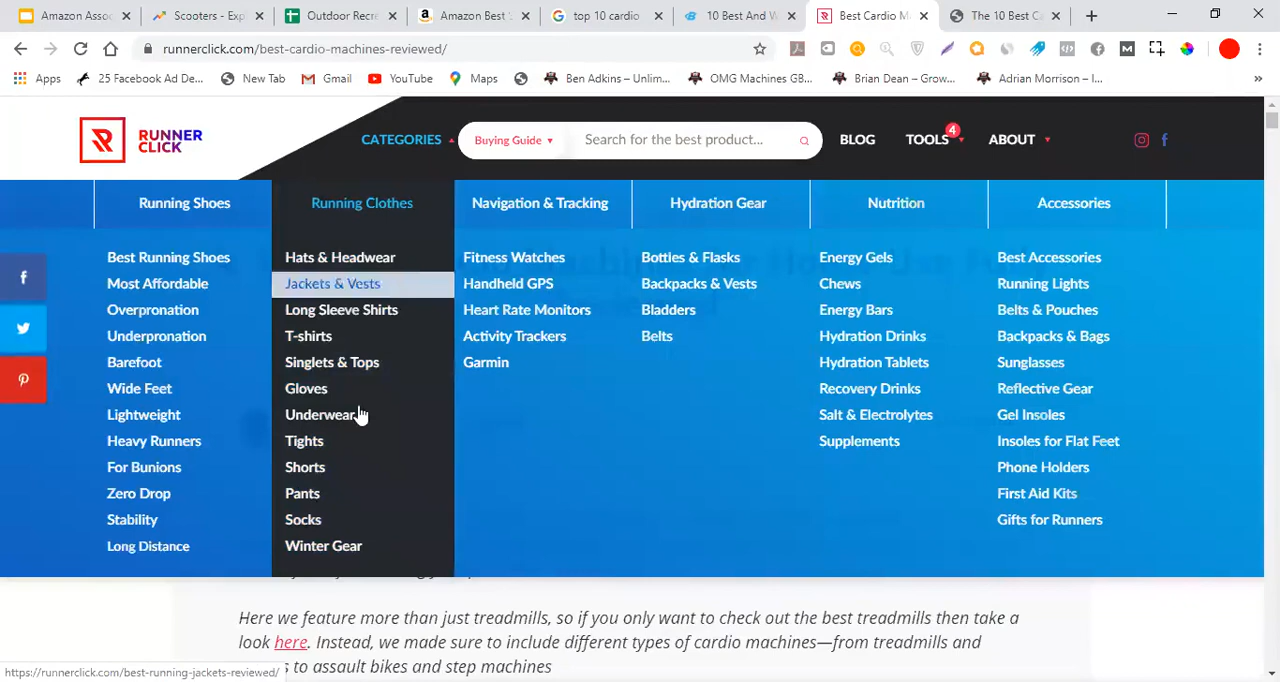 Amazon Assoc
Scooters - Exp
Outdoor Recre
Amazon Best
top 10 cardio
10 Best And W
Best Cardio M
The 10 Best Ca
runnerclick.com/best-cardio-machines-reviewed/
Apps
25 Facebook Ad De...
New Tab
Gmail
YouTube
Maps
Ben Adkins – Unlim...
OMG Machines GB...
Brian Dean – Grow...
Adrian Morrison – I...
RUNNER
CLICK
CATEGORIES
Buying Guide
Search for the best product...
BLOG
TOOLS
4
ABOUT
Running Shoes
Running Clothes
Navigation & Tracking
Hydration Gear
Nutrition
Accessories
Best Running Shoes
Most Affordable
Overpronation
Underpronation
Barefoot
Wide Feet
Lightweight
Heavy Runners
For Bunions
Zero Drop
Stability
Long Distance
Hats & Headwear
Jackets & Vests
Long Sleeve Shirts
T-shirts
Singlets & Tops
Gloves
Underwear
Tights
Shorts
Pants
Socks
Winter Gear
Fitness Watches
Handheld GPS
Heart Rate Monitors
Activity Trackers
Garmin
Bottles & Flasks
Backpacks & Vests
Bladders
Belts
Energy Gels
Chews
Energy Bars
Hydration Drinks
Hydration Tablets
Recovery Drinks
Salt & Electrolytes
Supplements
Best Accessories
Running Lights
Belts & Pouches
Backpacks & Bags
Sunglasses
Reflective Gear
Gel Insoles
Insoles for Flat Feet
Phone Holders
First Aid Kits
Gifts for Runners
Here we feature more than just treadmills, so if you only want to check out the best treadmills then take a
look here. Instead, we made sure to include different types of cardio machines—from treadmills and
to assault bikes and step machines
https://runnerclick.com/best-running-jackets-reviewed/